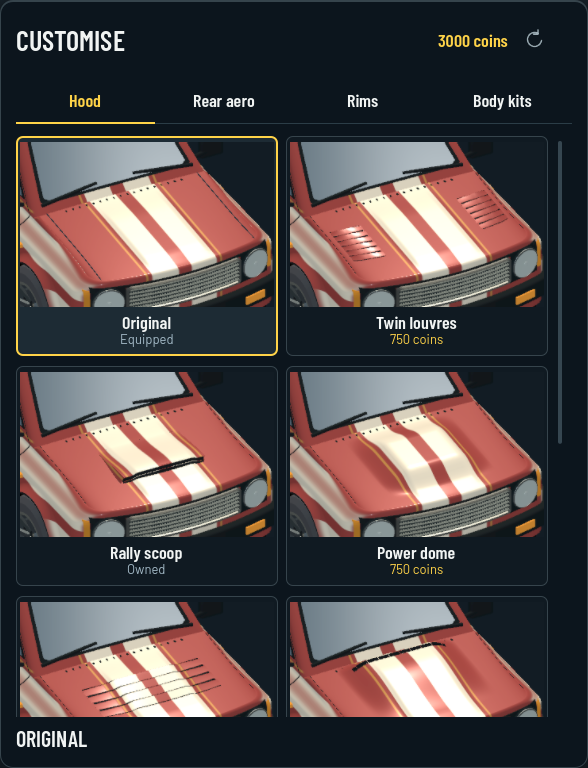 CUSTOMISE
3000 coins
Hood
Rear aero
Rims
Body kits
Original
Equipped
Twin louvres
750 coins
Rally scoop
Owned
Power dome
750 coins
ORIGINAL